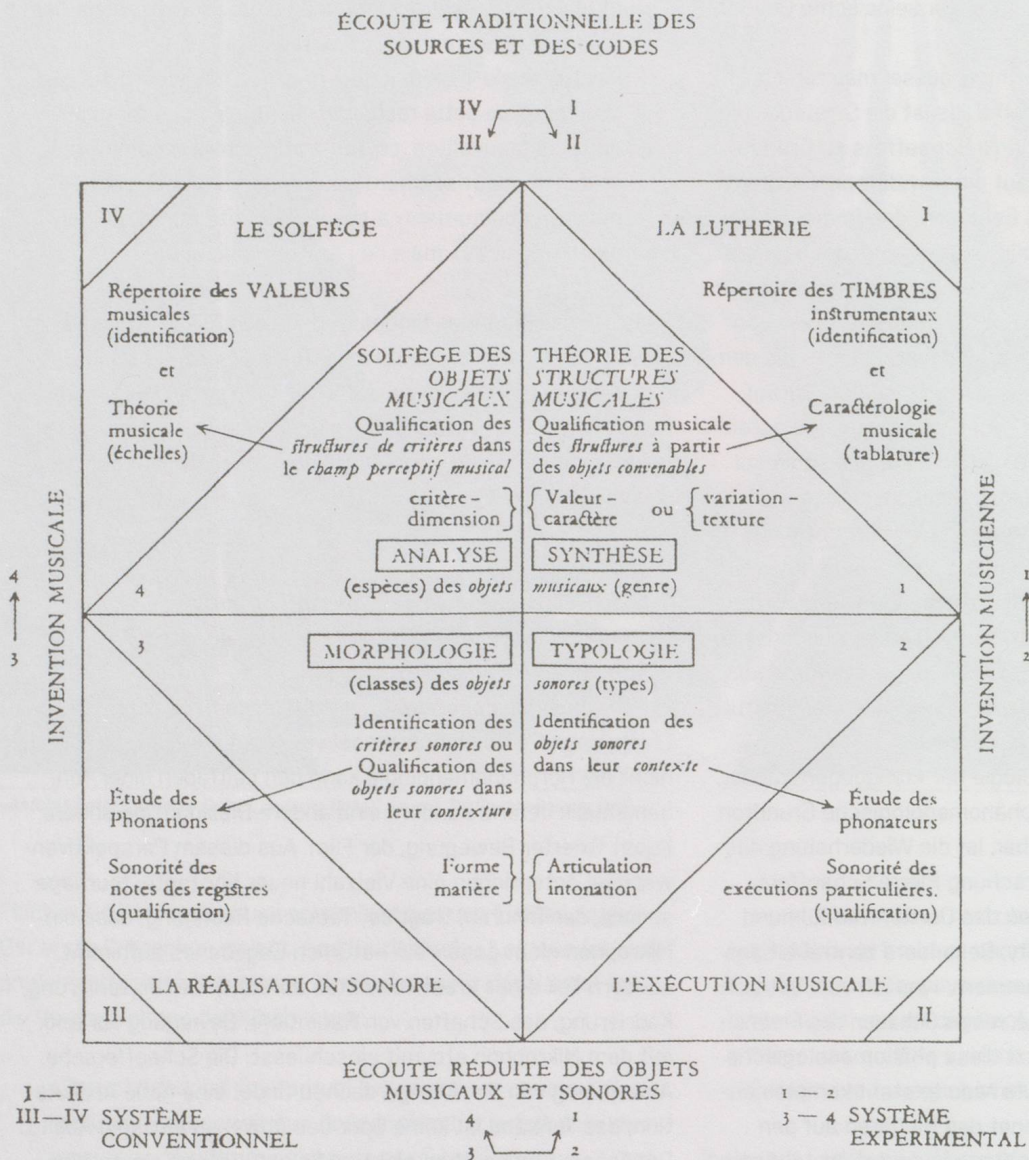 ÉCOUTE TRADITIONNELLE DES
SOURCES ET DES CODES
IV I
III II
IV
LE SOLFÈGE
LA LUTHERIE
I
Répertoire des VALEURS
musicales
(identification)
et
Théorie
musicale
(échelles)
SOLFÈGE DES
OBJETS
MUSICAUX
Qualification des
structures de critères dans
le champ perceptif musical
critère –
dimension
THÉORIE DES
STRUCTURES
MUSICALES
Qualification musicale
des structures à partir
des objets convenables
Valeur –
caractère
ou
variation –
texture
Répertoire des TIMBRES
instrumentaux
(identification)
et
Caractérologie
musicale
(tablature)
ANALYSE
SYNTHÈSE
(espèces) des objets
musicaux (genre)
4
1
INVENTION MUSICALE
4
3
INVENTION MUSICIENNE
1
2
3
2
MORPHOLOGIE
TYPOLOGIE
(classes) des objets
sonores (types)
Identification des
critères sonores ou
Qualification des
objets sonores dans
leur contexture
Identification des
objets sonores
dans leur contexte
Étude des
Phonations
Sonorité des
notes et registres
(qualification)
Forme
matière
Articulation
intonation
Étude des
phonateurs
Sonorité des
exécutions particulières.
(qualification)
LA RÉALISATION SONORE
L'EXÉCUTION MUSICALE
III
II
ÉCOUTE RÉDUITE DES OBJETS
MUSICAUX ET SONORES
4 1
3 2
I — II
III—IV SYSTÈME
CONVENTIONNEL
3 — 4 SYSTÈME
EXPÉRIMENTAL